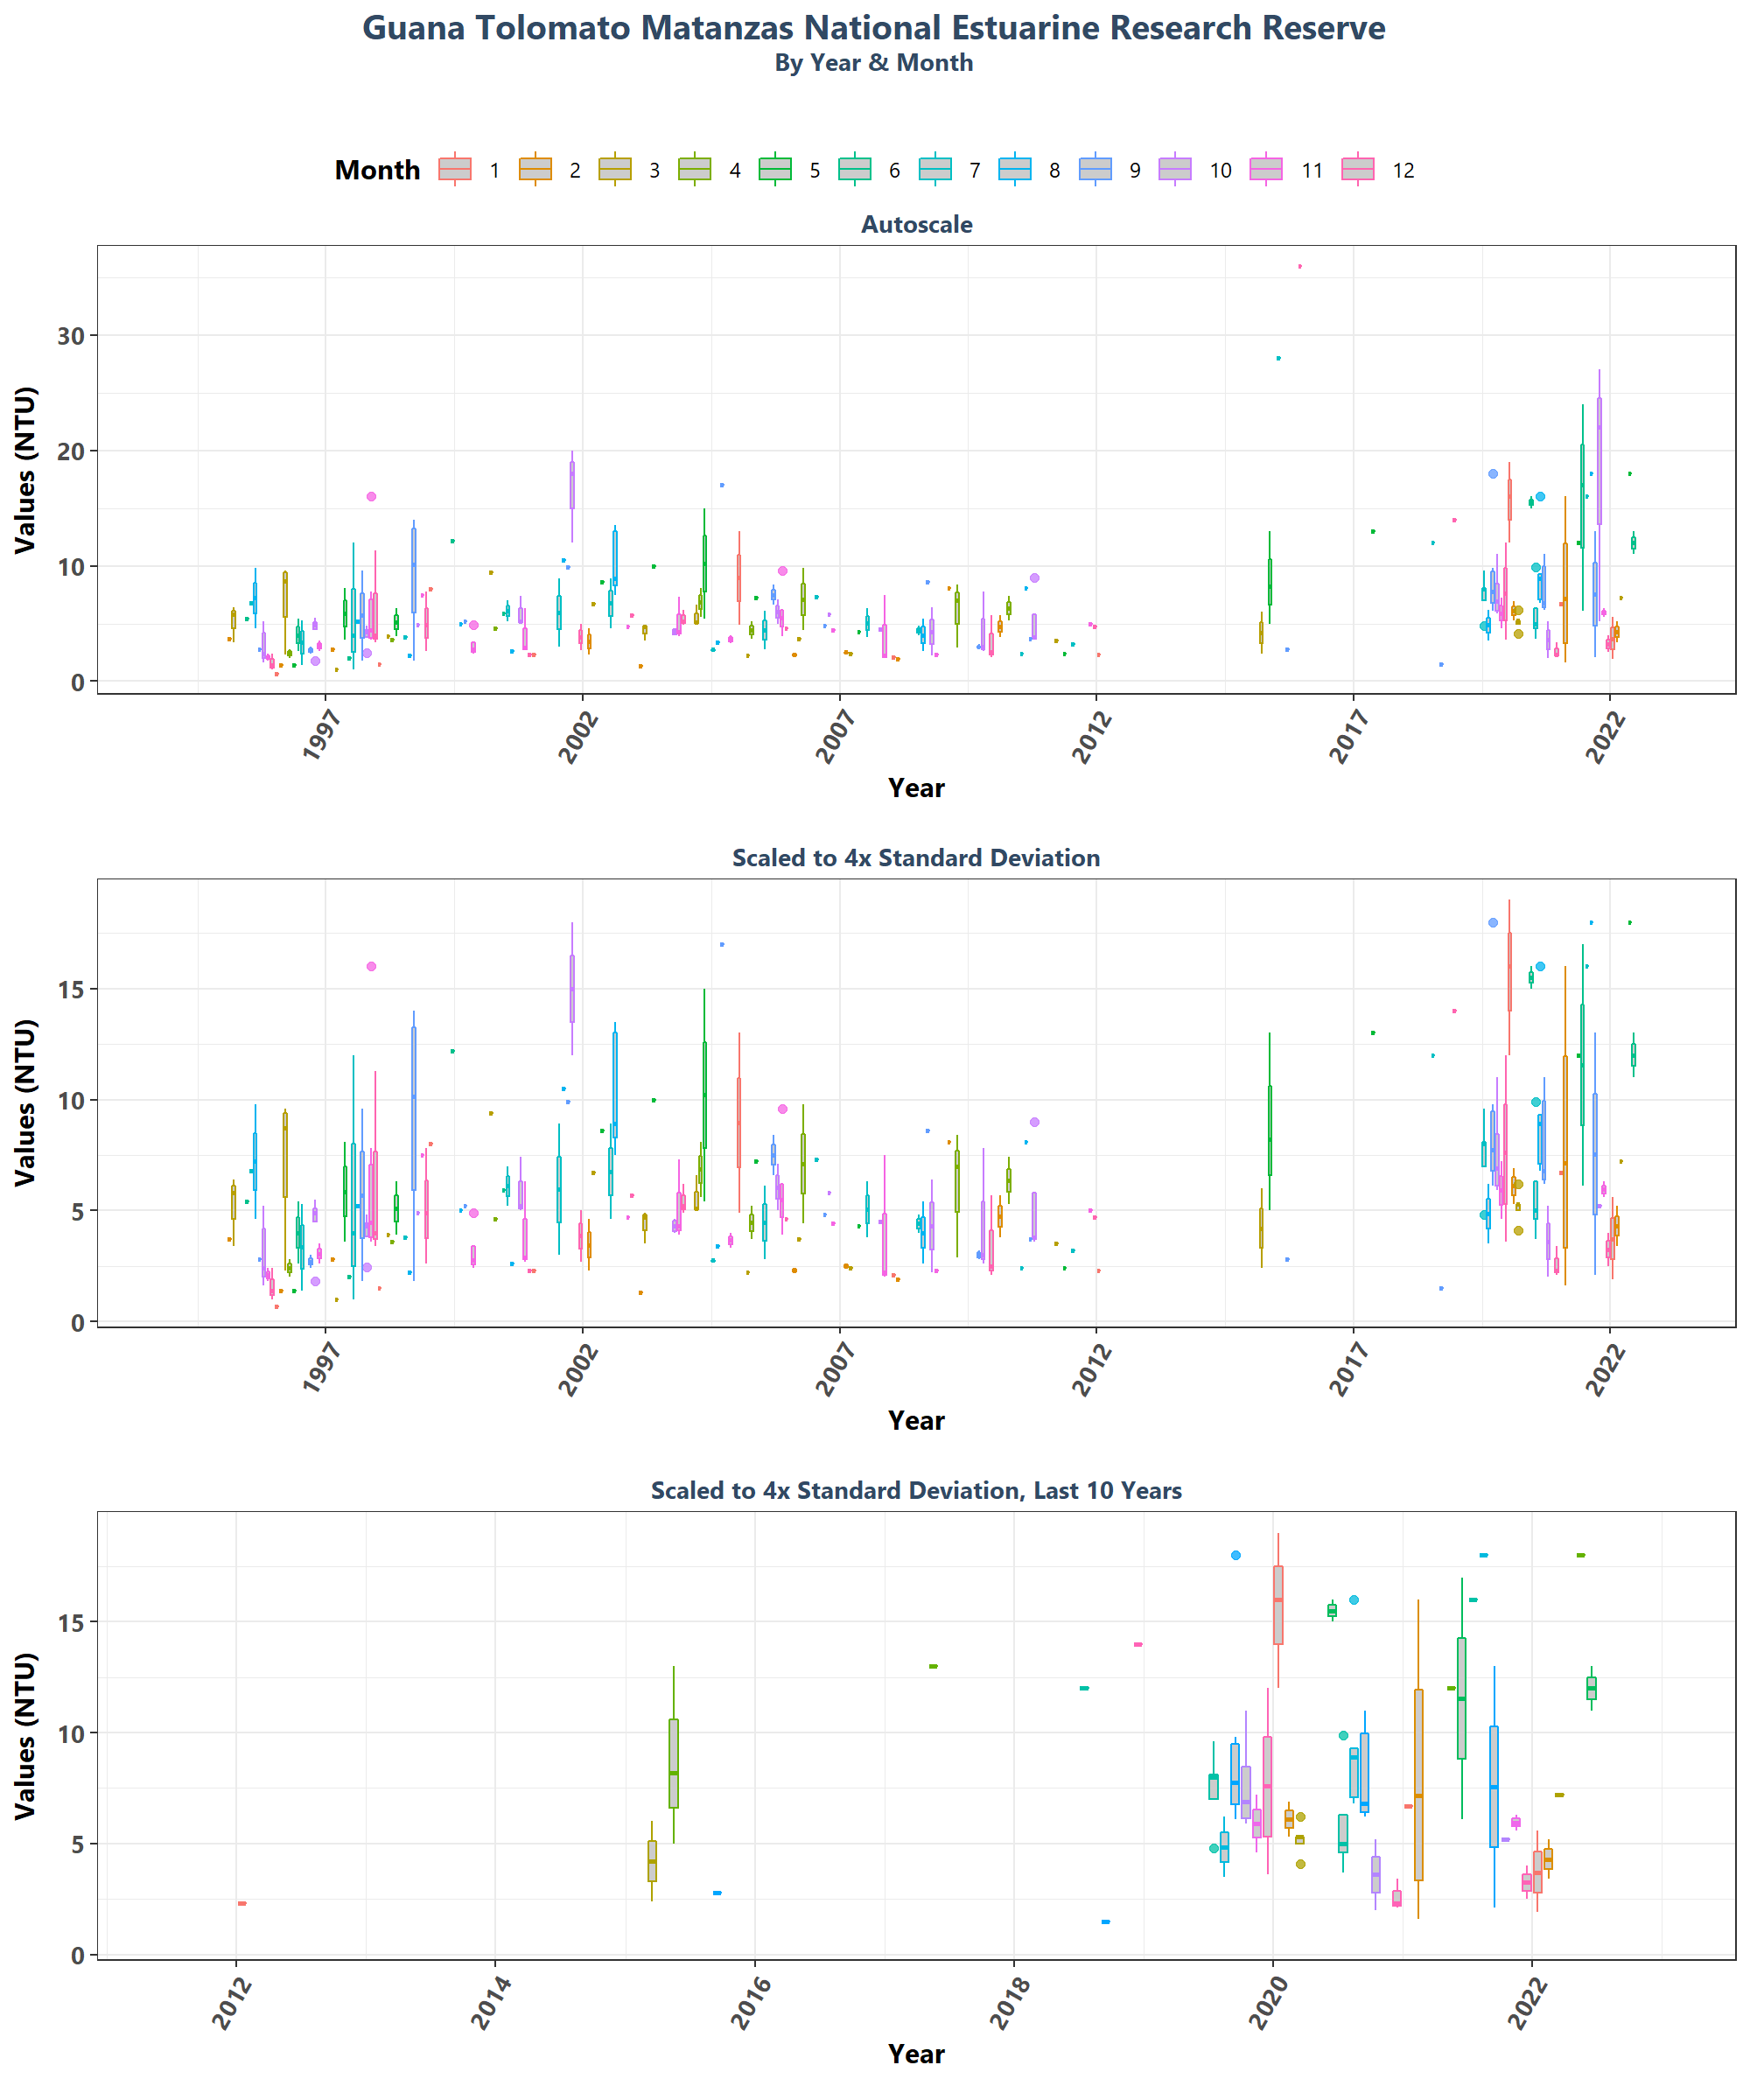 Guana Tolomato Matanzas National Estuarine Research Reserve
By Year & Month
Month 1 2 3 4 5 6 7 8 9 10 11 12
Autoscale
Values (NTU)
30
20
10
0
1997 2002 2007 2012 2017 2022
Year
Scaled to 4x Standard Deviation
Values (NTU)
15
10
5
0
1997 2002 2007 2012 2017 2022
Year
Scaled to 4x Standard Deviation, Last 10 Years
Values (NTU)
15
10
5
0
2012 2014 2016 2018 2020 2022
Year